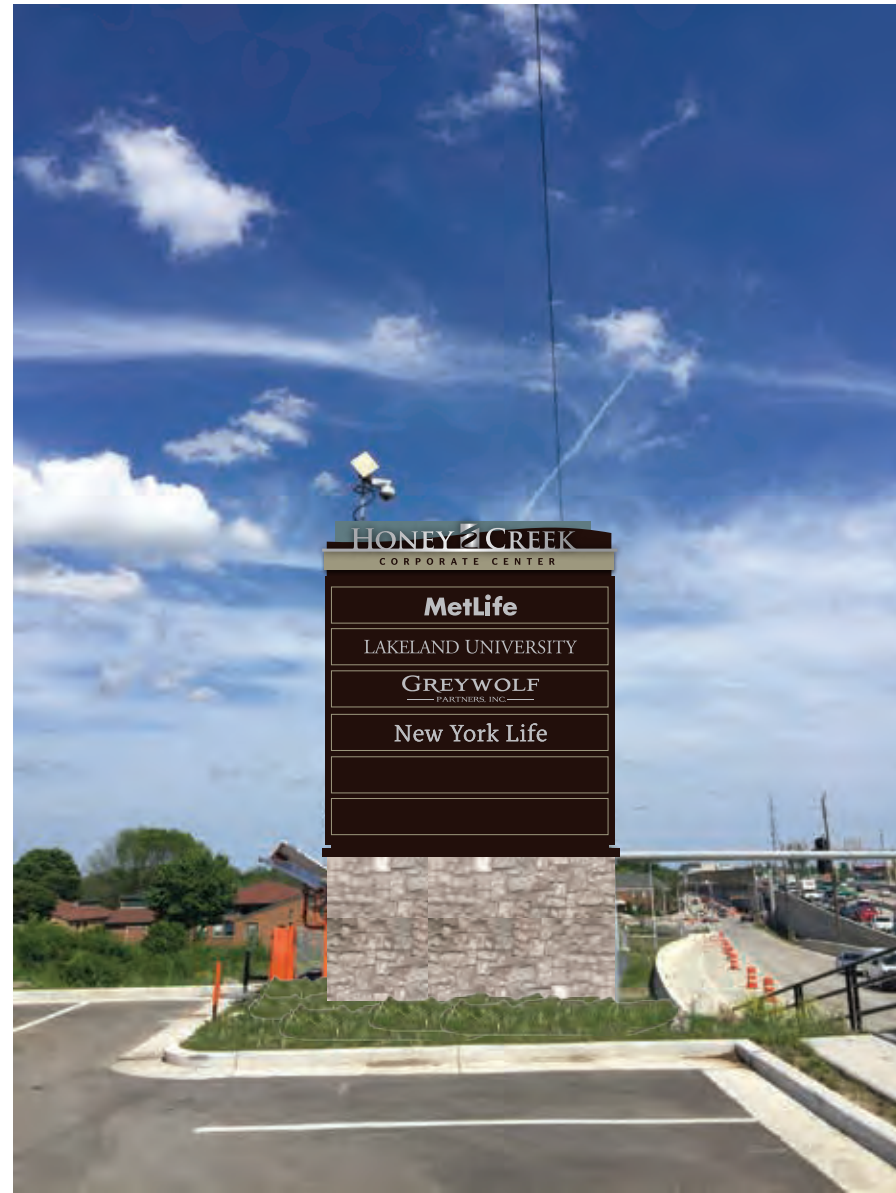 HONEY CREEK
CORPORATE CENTER
MetLife
LAKELAND UNIVERSITY
GREYWOLF
PARTNERS, INC.
New York Life